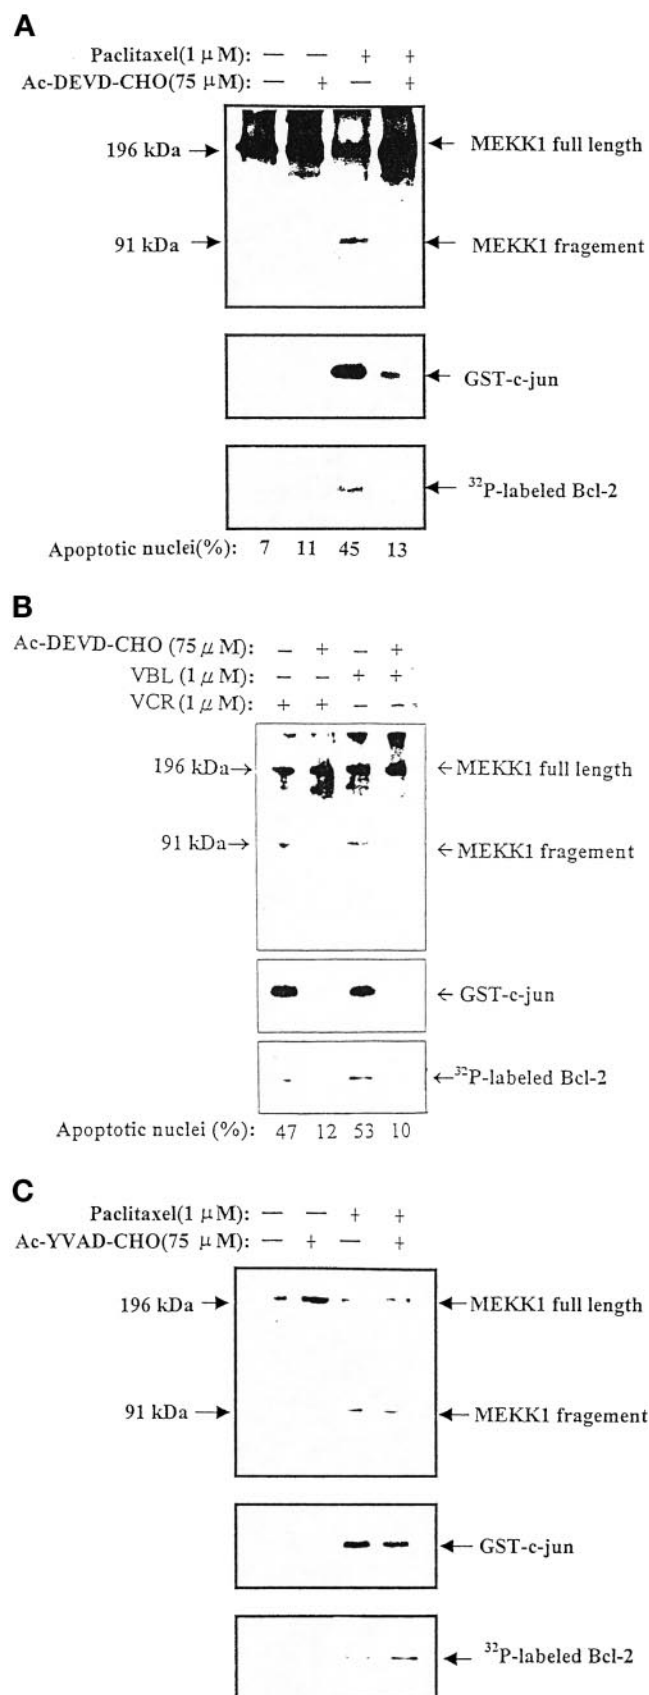 A
Paclitaxel(1 μM): — — + +
Ac-DEVD-CHO(75 μM): — + — +
196 kDa → ← MEKK1 full length
91 kDa → ← MEKK1 fragement
← GST-c-jun
← ³²P-labeled Bcl-2
Apoptotic nuclei(%): 7 11 45 13
B
Ac-DEVD-CHO (75 μM): – + – +
VBL (1 μM): – – + +
VCR (1 μM): + + – –
196 kDa→ ←MEKK1 full length
91 kDa→ ←MEKK1 fragement
← GST-c-jun
←³²P-labeled Bcl-2
Apoptotic nuclei (%): 47 12 53 10
C
Paclitaxel(1 μM): — — + +
Ac-YVAD-CHO(75 μM): — + — +
196 kDa → ← MEKK1 full length
91 kDa → ← MEKK1 fragement
← GST-c-jun
← ³²P-labeled Bcl-2